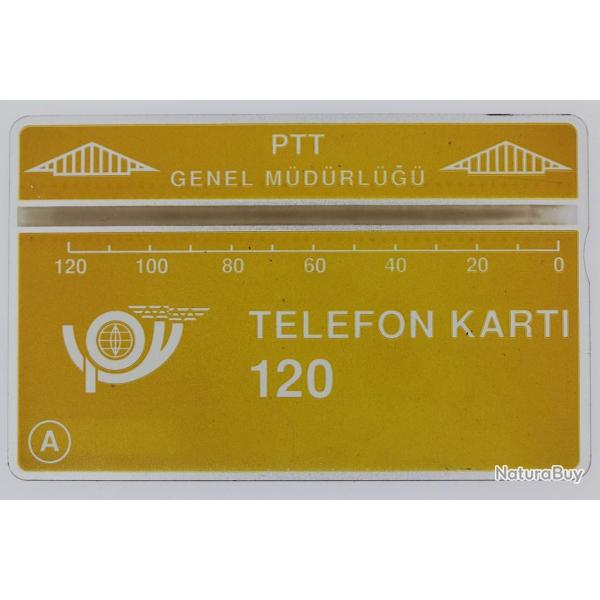 PTT
GENEL MÜDÜRLÜĞÜ
120 100 80 60 40 20 0
TELEFON KARTI
120
A
NaturaBuy